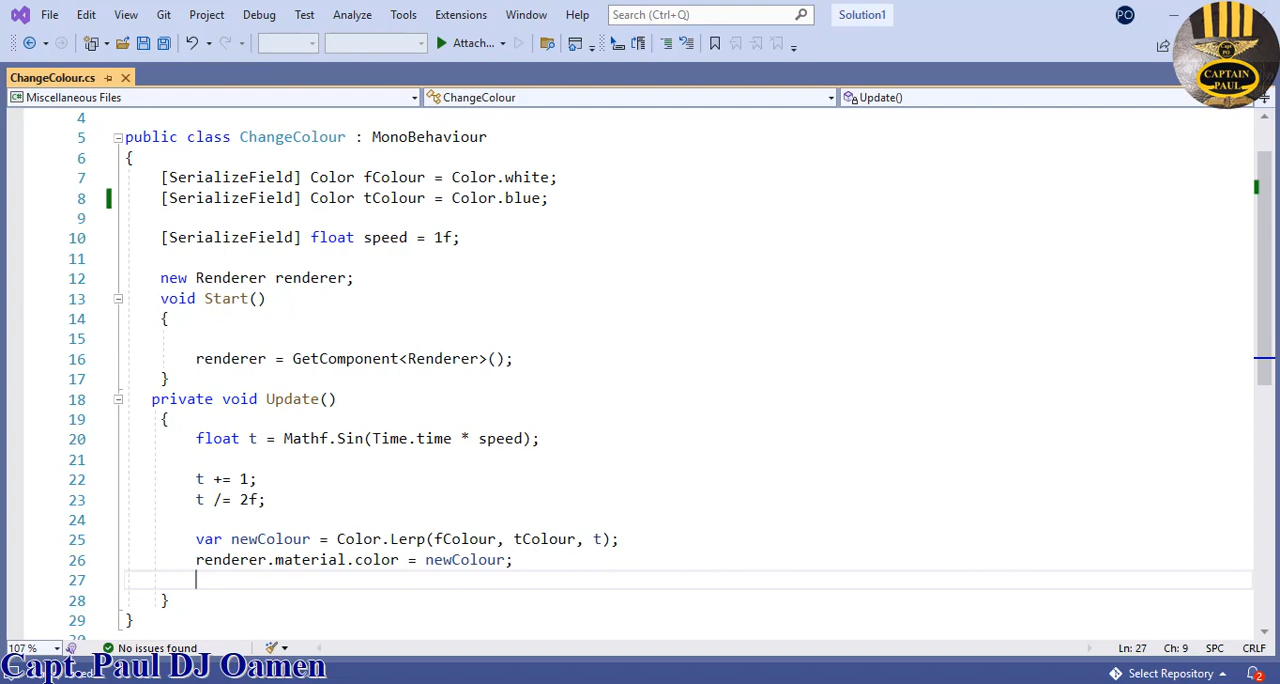 File Edit View Git Project Debug Test Analyze Tools Extensions Window Help Search (Ctrl+Q) Solution1 PO
Attach...
Capt PO
CAPTAIN PAUL
ChangeColour.cs
Miscellaneous Files ChangeColour Update()
4
5 public class ChangeColour : MonoBehaviour
6 {
7 [SerializeField] Color fColour = Color.white;
8 [SerializeField] Color tColour = Color.blue;
9
10 [SerializeField] float speed = 1f;
11
12 new Renderer renderer;
13 void Start()
14 {
15
16 renderer = GetComponent<Renderer>();
17 }
18 private void Update()
19 {
20 float t = Mathf.Sin(Time.time * speed);
21
22 t += 1;
23 t /= 2f;
24
25 var newColour = Color.Lerp(fColour, tColour, t);
26 renderer.material.color = newColour;
27
28 }
29 }
107 % No issues found Ln: 27 Ch: 9 SPC CRLF
Capt. Paul DJ Oamen Select Repository 2